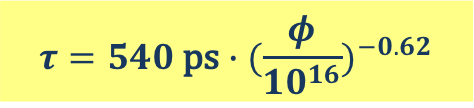 τ = 540 ps · (ϕ/10¹⁶)⁻⁰·⁶²